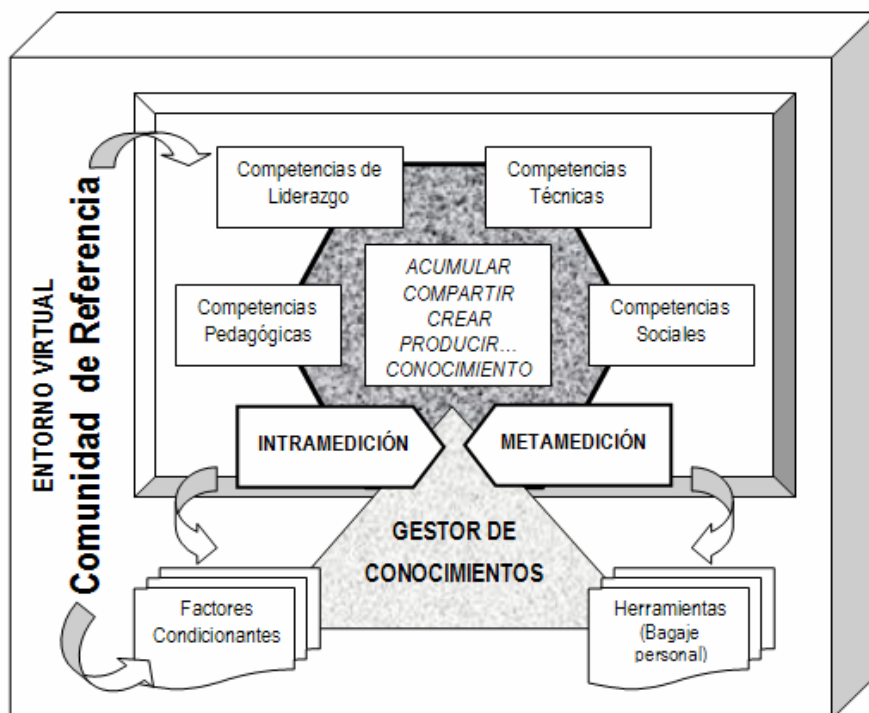 ENTORNO VIRTUAL
Comunidad de Referencia
Competencias de
Liderazgo
Competencias
Técnicas
Competencias
Pedagógicas
ACUMULAR
COMPARTIR
CREAR
PRODUCIR...
CONOCIMIENTO
Competencias
Sociales
INTRAMEDICIÓN
METAMEDICIÓN
GESTOR DE
CONOCIMIENTOS
Factores
Condicionantes
Herramientas
(Bagaje
personal)